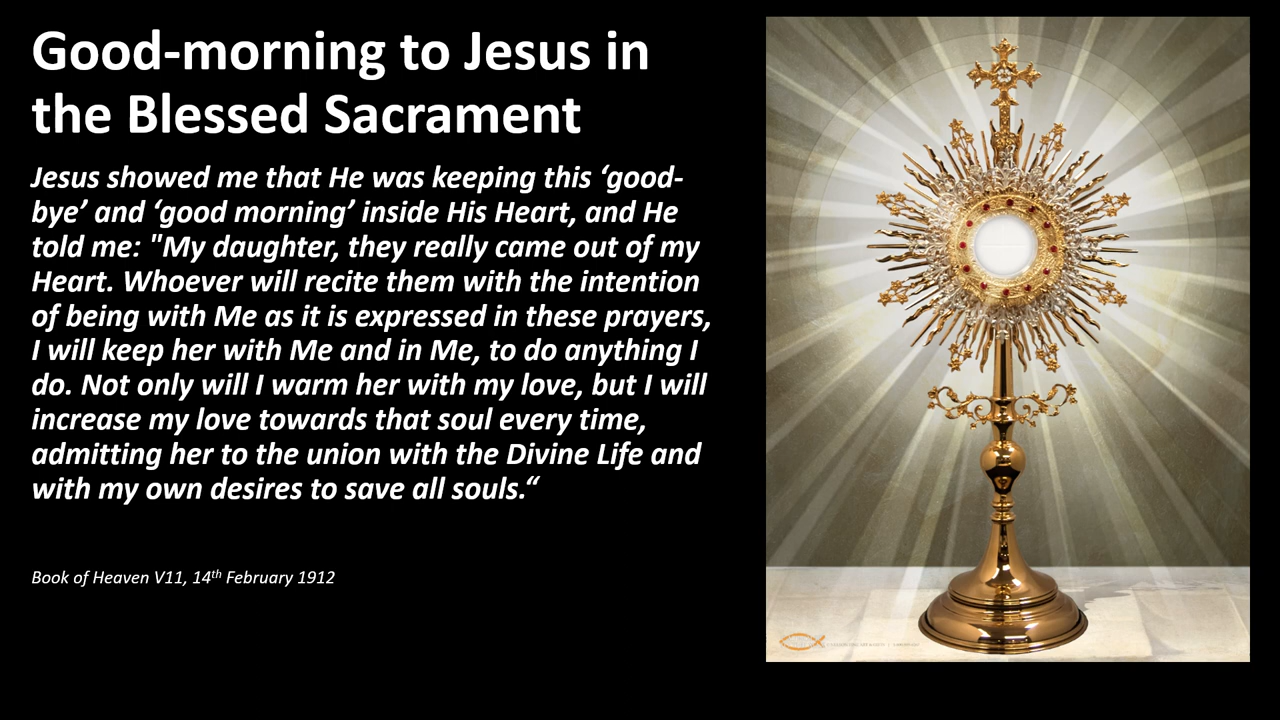 Good-morning to Jesus in
the Blessed Sacrament
Jesus showed me that He was keeping this ‘good-
bye’ and ‘good morning’ inside His Heart, and He
told me: "My daughter, they really came out of my
Heart. Whoever will recite them with the intention
of being with Me as it is expressed in these prayers,
I will keep her with Me and in Me, to do anything I
do. Not only will I warm her with my love, but I will
increase my love towards that soul every time,
admitting her to the union with the Divine Life and
with my own desires to save all souls.“
Book of Heaven V11, 14th February 1912